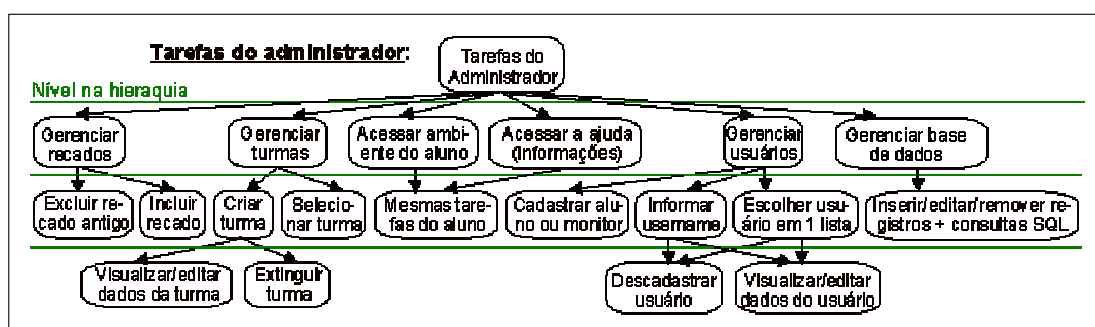 Tarefas do administrador:
Tarefas do
Administrador
Nível na hieraquia
Gerenciar
recados
Gerenciar
turmas
Acessar ambi-
ente do aluno
Acessar a ajuda
(Informações)
Gerenciar
usuários
Gerenciar base
de dados
Excluir re-
cado antigo
Incluir
recado
Criar
turma
Selecio-
nar turma
Mesmas tare-
fas do aluno
Cadastrar alu-
no ou monitor
Informar
username
Escolher usu-
ário em 1 lista
Inserir/editar/remover re-
gistros + consultas SQL
Visualizar/editar
dados da turma
Extinguir
turma
Descadastrar
usuário
Visualizar/editar
dados do usuário